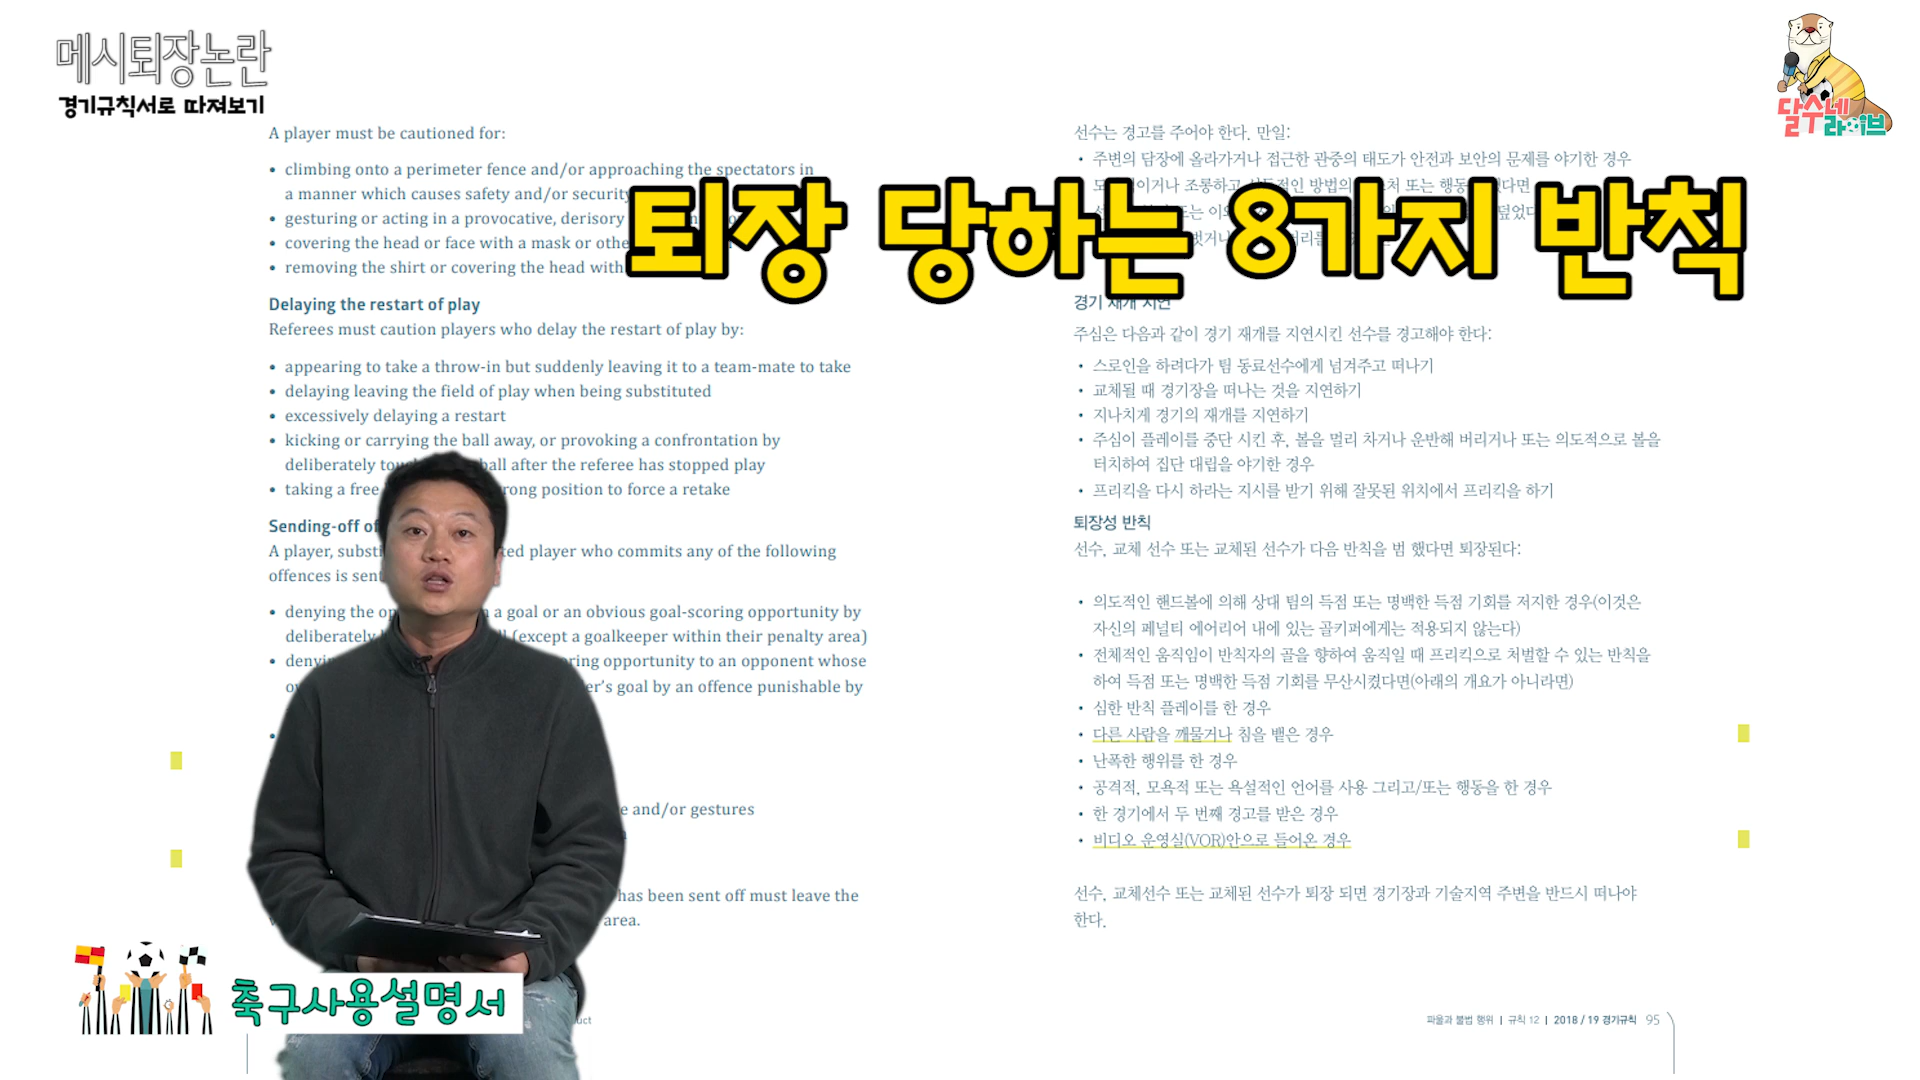 메시퇴장논란
경기규칙서로 따져보기
달수네
라이브
퇴장 당하는 8가지 반칙
A player must be cautioned for:
• climbing onto a perimeter fence and/or approaching the spectators in
a manner which causes safety and/or security
• gesturing or acting in a provocative, derisory
• covering the head or face with a mask or
• removing the shirt or covering the head with
Delaying the restart of play
Referees must caution players who delay the restart of play by:
• appearing to take a throw-in but suddenly leaving it to a team-mate to take
• delaying leaving the field of play when being substituted
• excessively delaying a restart
• kicking or carrying the ball away, or provoking a confrontation by
deliberately ball after the referee has stopped play
• taking a free position to force a retake
Sending-off
A player, player who commits any of the following
offences is
• denying the a goal or an obvious goal-scoring opportunity by
deliberately (except a goalkeeper within their penalty area)
• opportunity to an opponent whose
goal by an offence punishable by
and/or gestures
has been sent off must leave the
area.
선수는 경고를 주어야 한다. 만일:
• 주변의 담장에 올라가거나 접근한 관중의 태도가 안전과 보안의 문제를 야기한 경우
조롱하고 방법의 또는
경기 재개 지연
주심은 다음과 같이 경기 재개를 지연시킨 선수를 경고해야 한다:
• 스로인을 하려다가 팀 동료선수에게 넘겨주고 떠나기
• 교체될 때 경기장을 떠나는 것을 지연하기
• 지나치게 경기의 재개를 지연하기
• 주심이 플레이를 중단 시킨 후, 볼을 멀리 차거나 운반해 버리거나 또는 의도적으로 볼을
터치하여 집단 대립을 야기한 경우
• 프리킥을 다시 하라는 지시를 받기 위해 잘못된 위치에서 프리킥을 하기
퇴장성 반칙
선수, 교체 선수 또는 교체된 선수가 다음 반칙을 범 했다면 퇴장된다:
• 의도적인 핸드볼에 의해 상대 팀의 득점 또는 명백한 득점 기회를 저지한 경우(이것은
자신의 페널티 에어리어 내에 있는 골키퍼에게는 적용되지 않는다)
• 전체적인 움직임이 반칙자의 골을 향하여 움직일 때 프리킥으로 처벌할 수 있는 반칙을
하여 득점 또는 명백한 득점 기회를 무산시켰다면(아래의 개요가 아니라면)
• 심한 반칙 플레이를 한 경우
• 다른 사람을 깨물거나 침을 뱉은 경우
• 난폭한 행위를 한 경우
• 공격적, 모욕적 또는 욕설적인 언어를 사용 그리고/또는 행동을 한 경우
• 한 경기에서 두 번째 경고를 받은 경우
• 비디오 운영실(VOR)안으로 들어온 경우
선수, 교체선수 또는 교체된 선수가 퇴장 되면 경기장과 기술지역 주변을 반드시 떠나야
한다.
축구사용설명서
파울과 불법 행위 | 규칙 12 | 2018 / 19 경기규칙 95